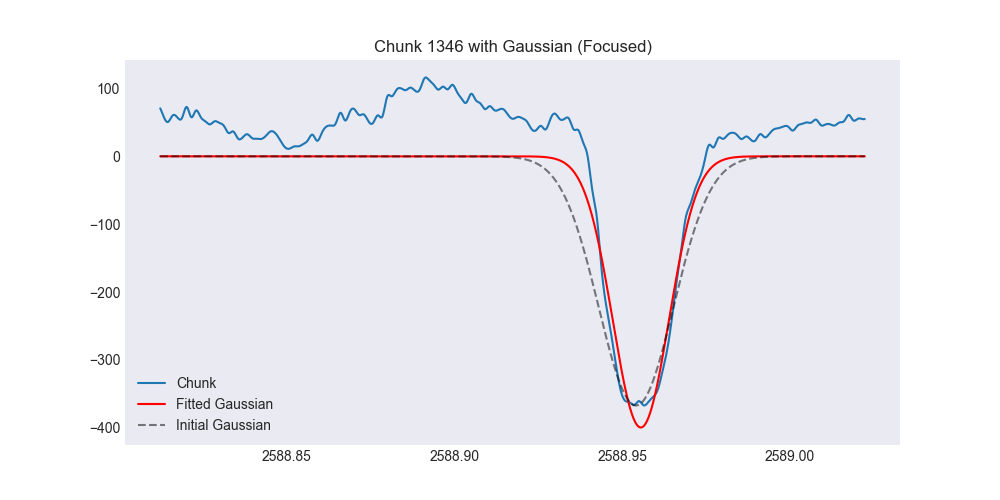 Chunk 1346 with Gaussian (Focused)
100
0
−100
−200
−300
−400
Chunk
Fitted Gaussian
Initial Gaussian
2588.85 2588.90 2588.95 2589.00